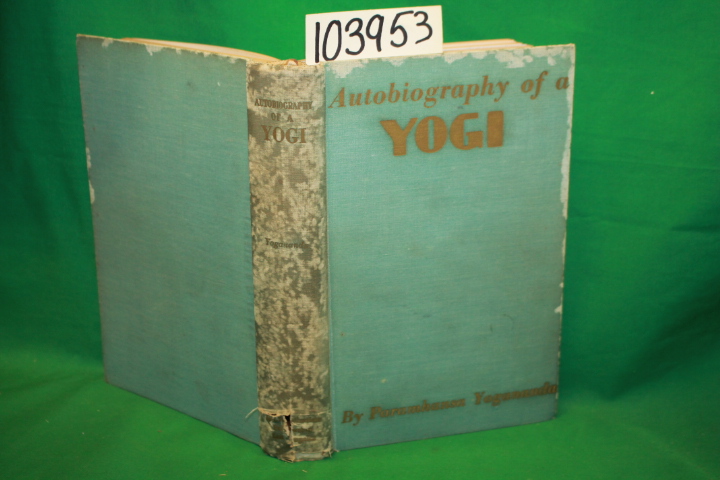 103953
Autobiography of a
YOGI
By Paramhansa Yogananda
AUTOBIOGRAPHY
OF A
YOGI
Yogananda